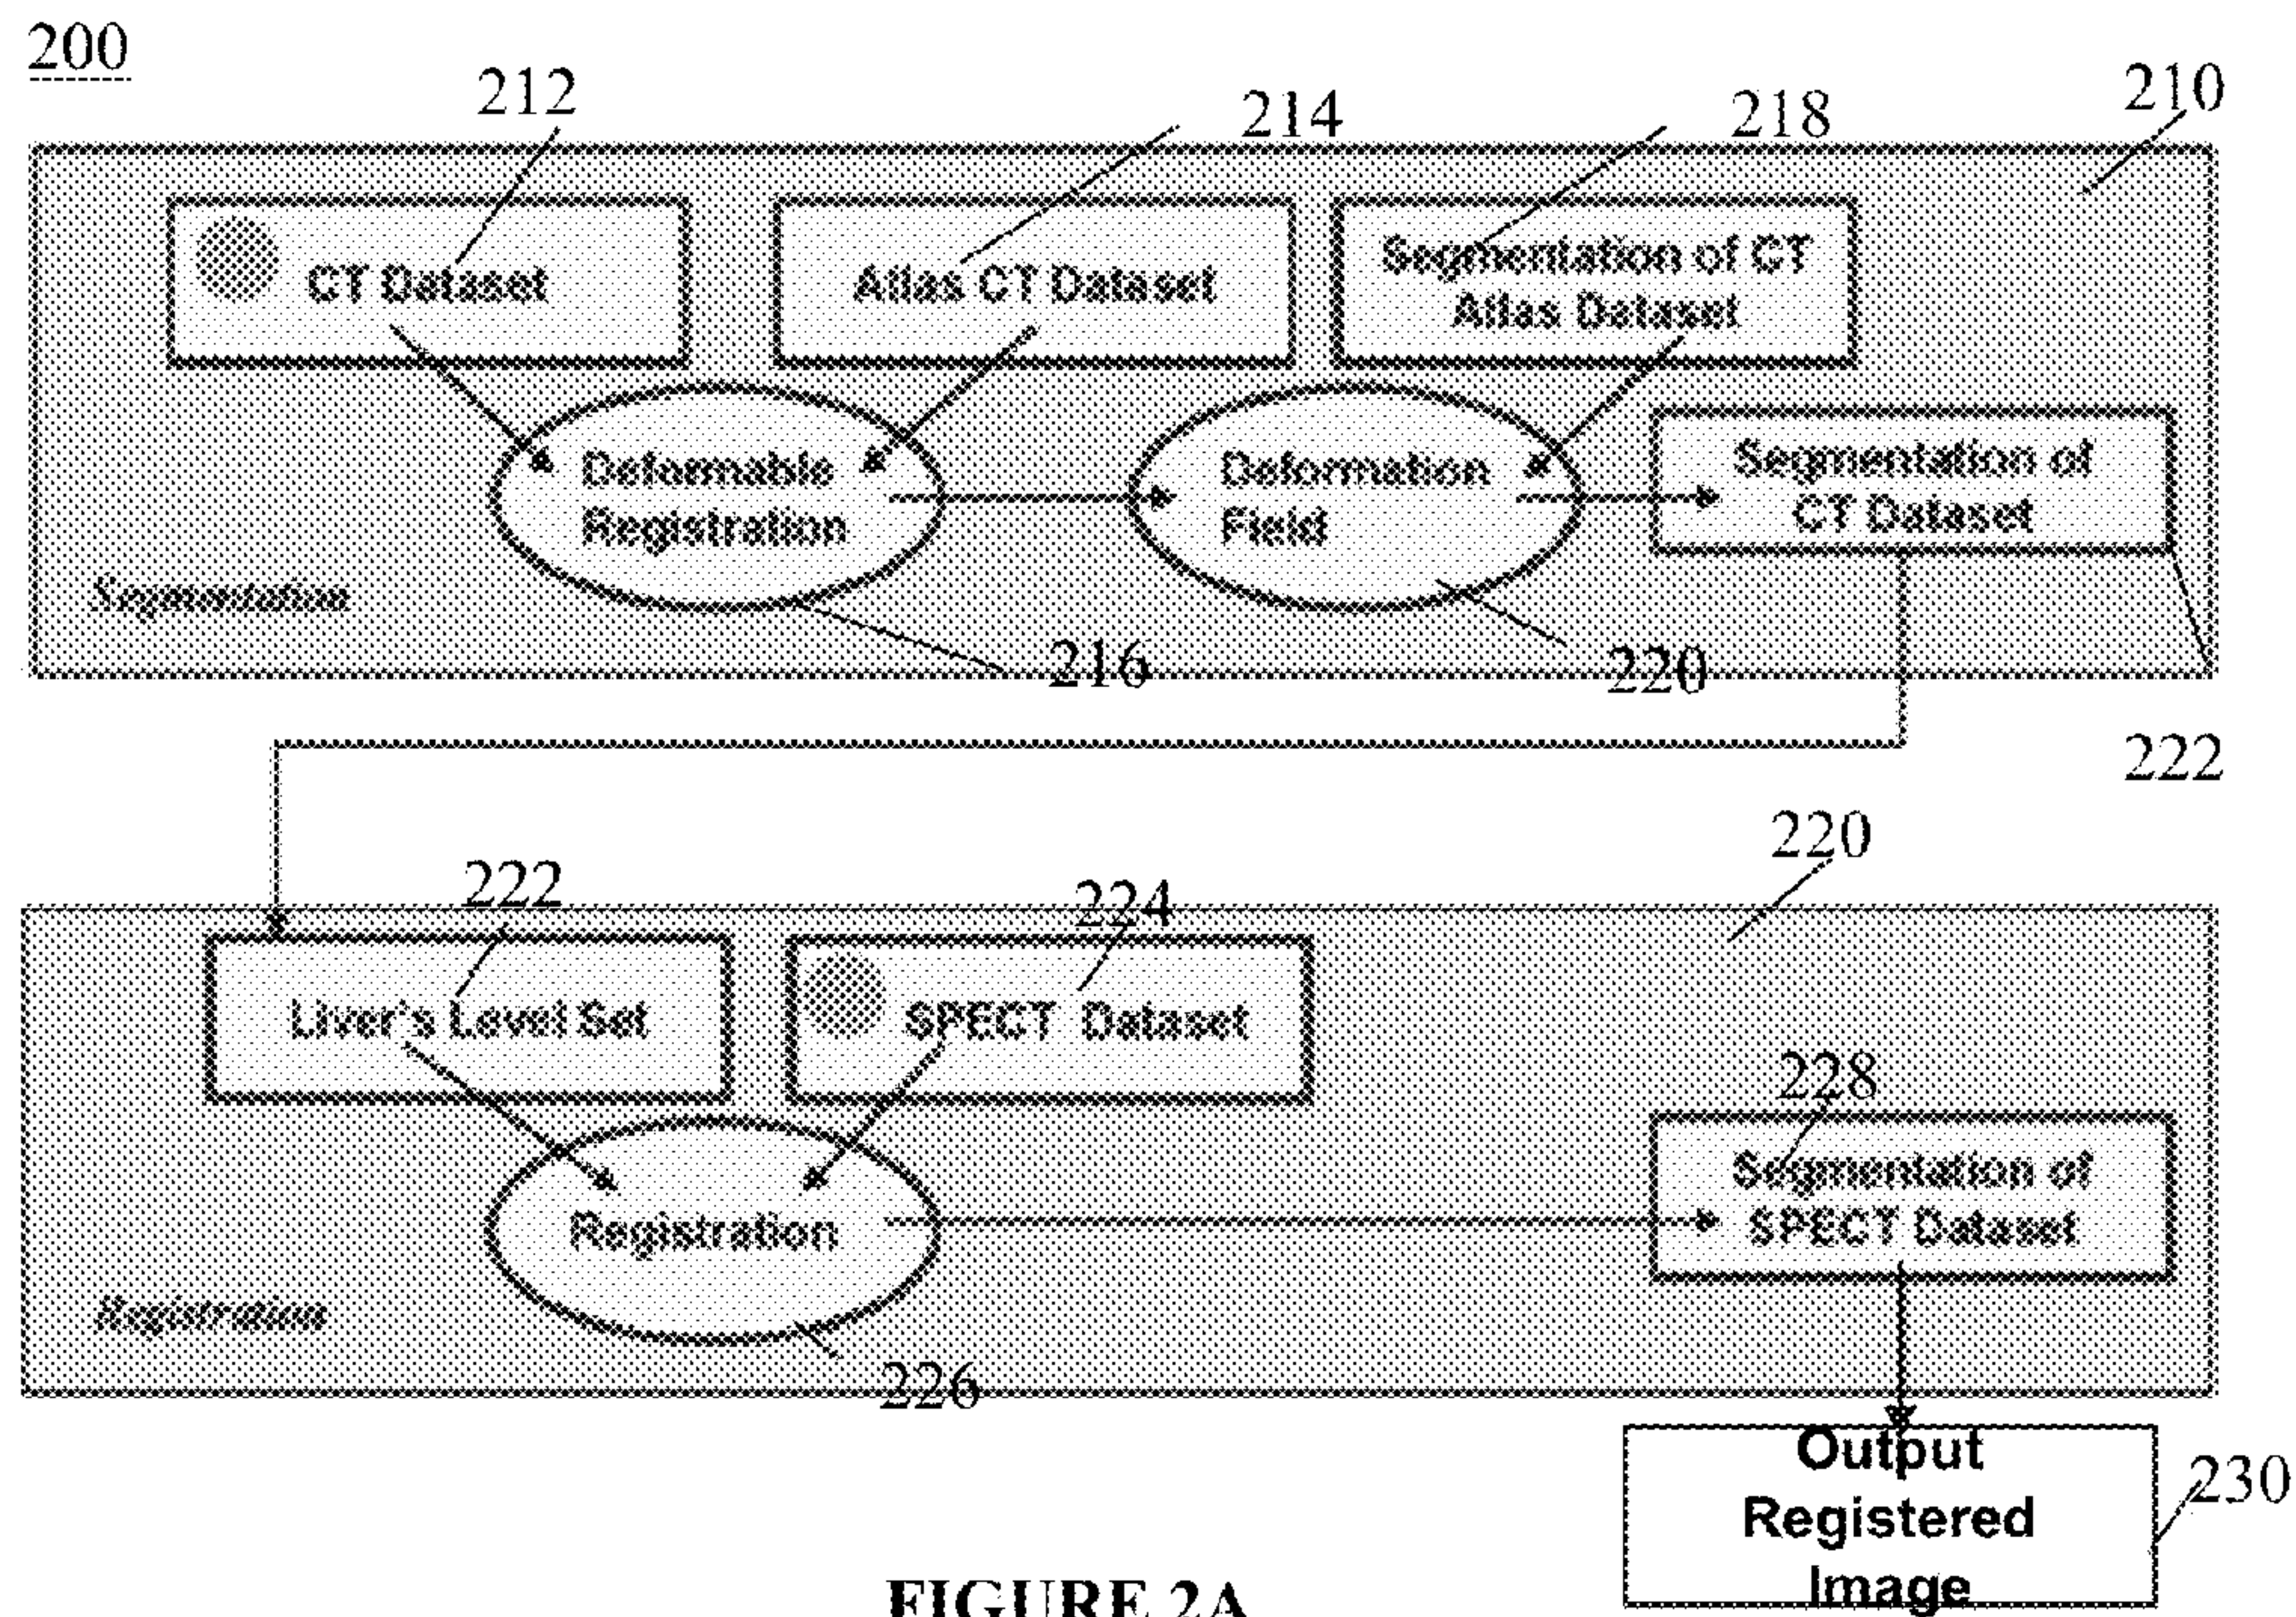 200
212
214
218
210
CT Dataset
Atlas CT Dataset
Segmentation of CT
Atlas Dataset
Deformable
Registration
Deformation
Field
Segmentation of
CT Dataset
Segmentation
216
220
222
220
222
224
Liver's Level Set
SPECT Dataset
228
Segmentation of
SPECT Dataset
Registration
Registration
226
Output
Registered
Image
230
FIGURE 2A